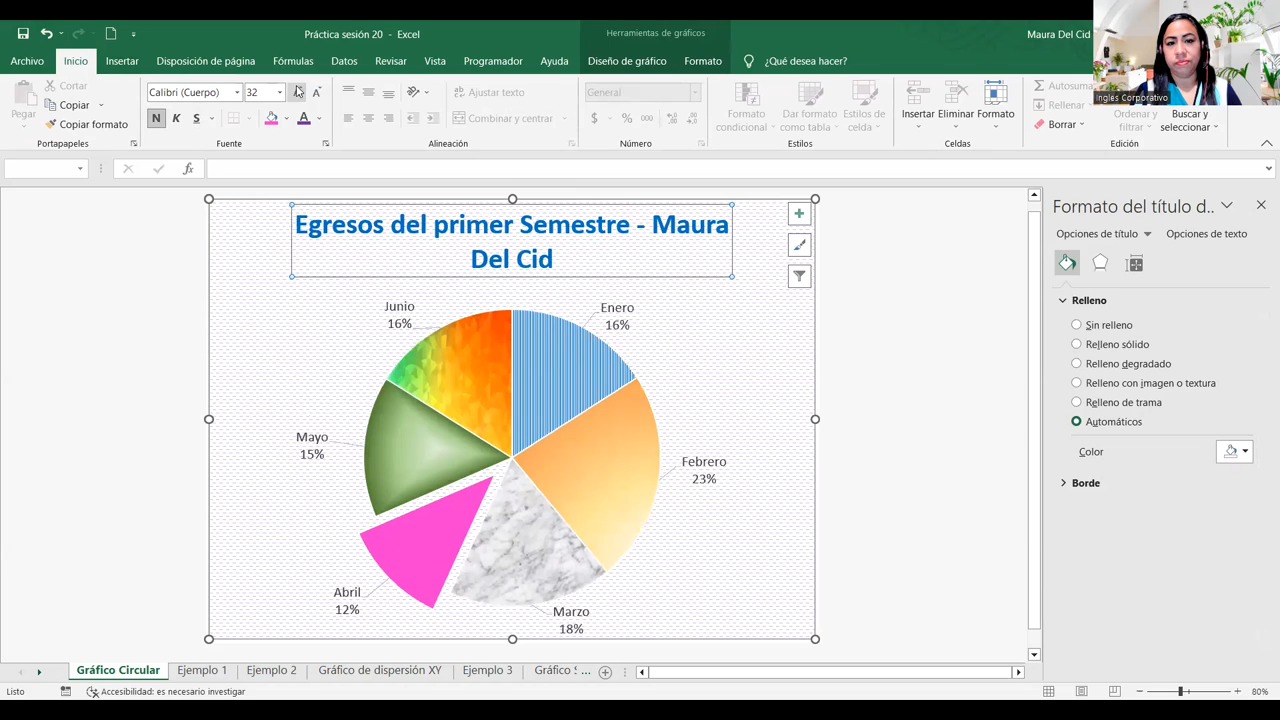 Práctica sesión 20 - Excel
Herramientas de gráficos
Maura Del Cid
Archivo Inicio Insertar Disposición de página Fórmulas Datos Revisar Vista Programador Ayuda Diseño de gráfico Formato ¿Qué desea hacer?
Inglés Corporativo
Pegar
Cortar
Copiar
Copiar formato
Portapapeles
Calibri (Cuerpo) 32
N K S
Fuente
Ajustar texto
Combinar y centrar
Alineación
General
$ % 000
Número
Formato condicional
Dar formato como tabla
Estilos de celda
Estilos
Insertar Eliminar Formato
Celdas
Autosuma
Rellenar
Borrar
Ordenar y filtrar
Buscar y seleccionar
Edición
fx
Egresos del primer Semestre - Maura
Del Cid
Junio
16%
Enero
16%
Mayo
15%
Febrero
23%
Abril
12%
Marzo
18%
Formato del título d..
Opciones de título Opciones de texto
Relleno
Sin relleno
Relleno sólido
Relleno degradado
Relleno con imagen o textura
Relleno de trama
Automáticos
Color
Borde
Gráfico Circular Ejemplo 1 Ejemplo 2 Gráfico de dispersión XY Ejemplo 3 Gráfico S ...
Listo Accesibilidad: es necesario investigar 80%